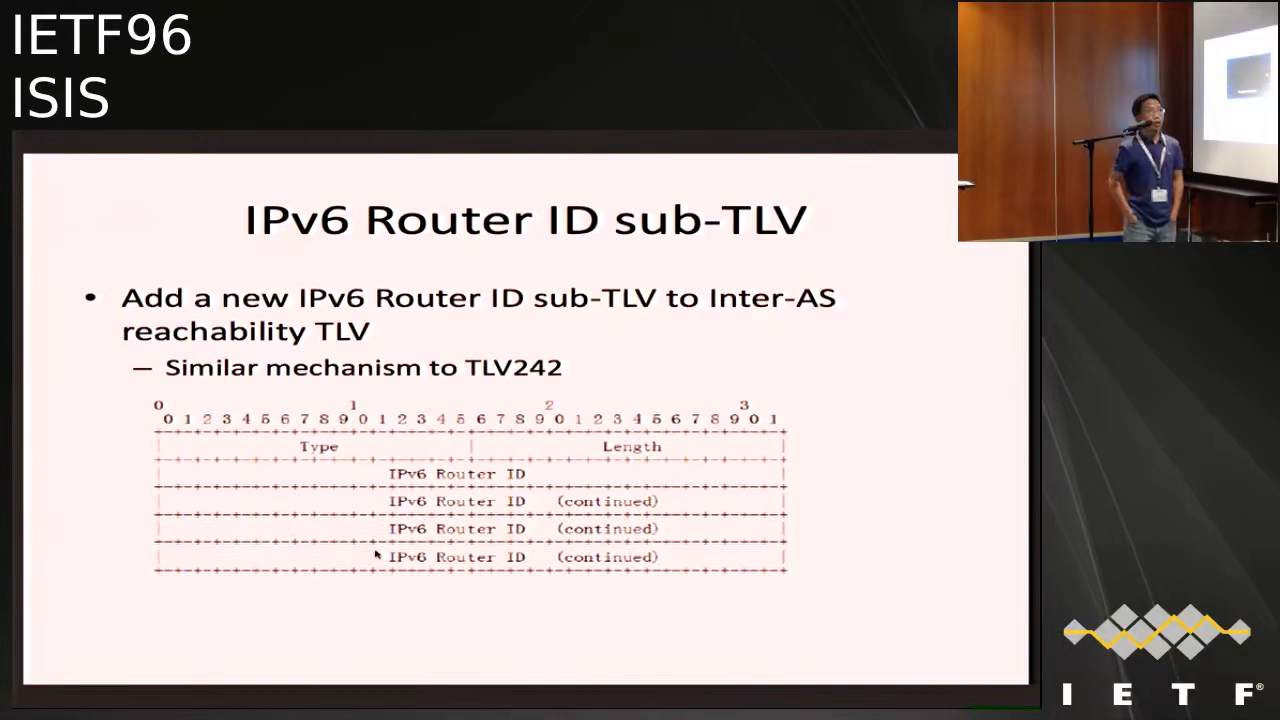 IETF96
ISIS
IPv6 Router ID sub-TLV
• Add a new IPv6 Router ID sub-TLV to Inter-AS
reachability TLV
– Similar mechanism to TLV242
0 1 2 3
0 1 2 3 4 5 6 7 8 9 0 1 2 3 4 5 6 7 8 9 0 1 2 3 4 5 6 7 8 9 0 1
Type Length
IPv6 Router ID
IPv6 Router ID (continued)
IPv6 Router ID (continued)
IPv6 Router ID (continued)
I E T F®